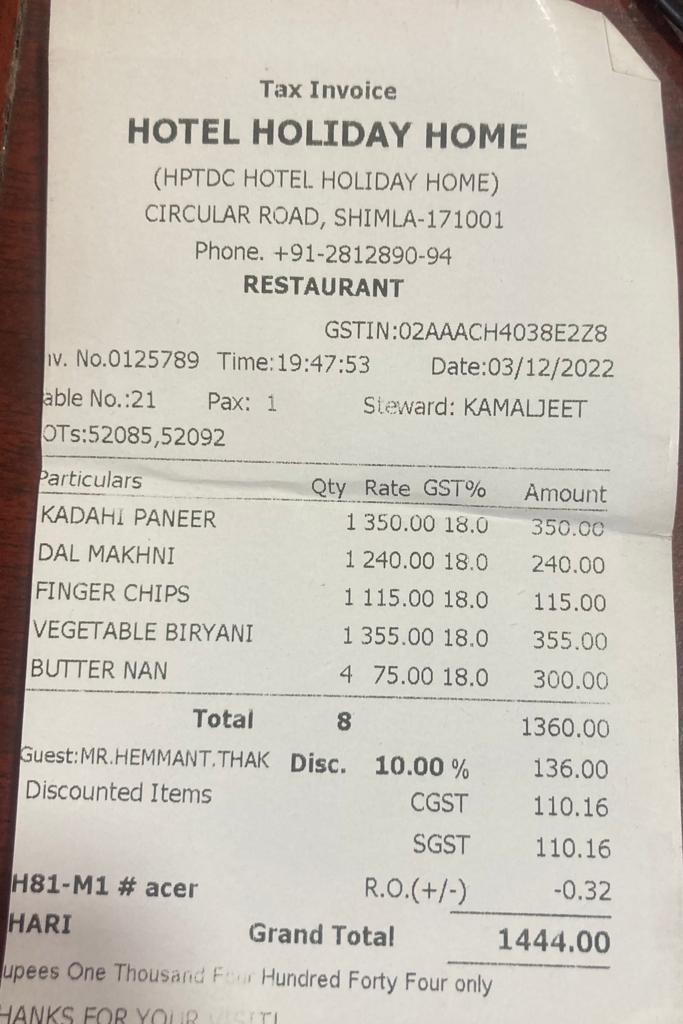 Tax Invoice
HOTEL HOLIDAY HOME
(HPTDC HOTEL HOLIDAY HOME)
CIRCULAR ROAD, SHIMLA-171001
Phone. +91-2812890-94
RESTAURANT
GSTIN:02AAACH4038E2Z8
nv. No.0125789 Time:19:47:53 Date:03/12/2022
able No.:21 Pax: 1 Steward: KAMALJEET
OTs:52085,52092
Particulars Qty Rate GST% Amount
KADAHI PANEER 1 350.00 18.0 350.00
DAL MAKHNI 1 240.00 18.0 240.00
FINGER CHIPS 1 115.00 18.0 115.00
VEGETABLE BIRYANI 1 355.00 18.0 355.00
BUTTER NAN 4 75.00 18.0 300.00
Total 8 1360.00
Guest:MR.HEMMANT.THAK Disc. 10.00 % 136.00
Discounted Items CGST 110.16
SGST 110.16
H81-M1 # acer R.O.(+/-) -0.32
HARI Grand Total 1444.00
upees One Thousand Four Hundred Forty Four only
HANKS FOR YOUR VISIT!